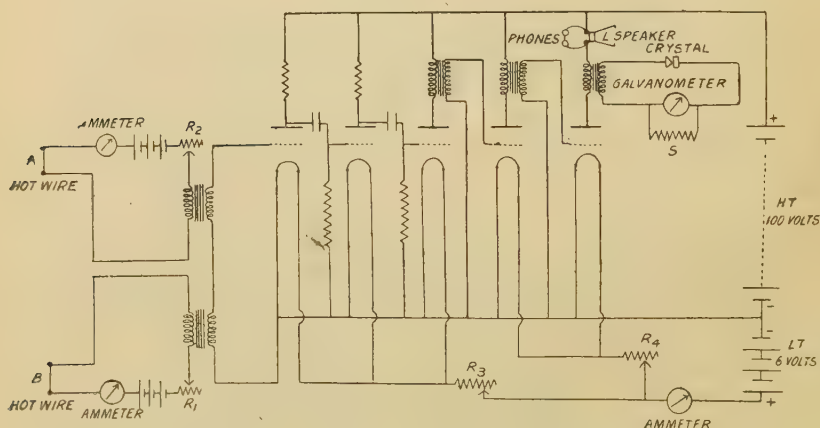 PHONES
L SPEAKER
CRYSTAL
GALVANOMETER
+
S
AMMETER
R2
A
HOT WIRE
HT
100 VOLTS
-
-
B
HOT WIRE
AMMETER
R1
R3
R4
LT
6 VOLTS
+
AMMETER